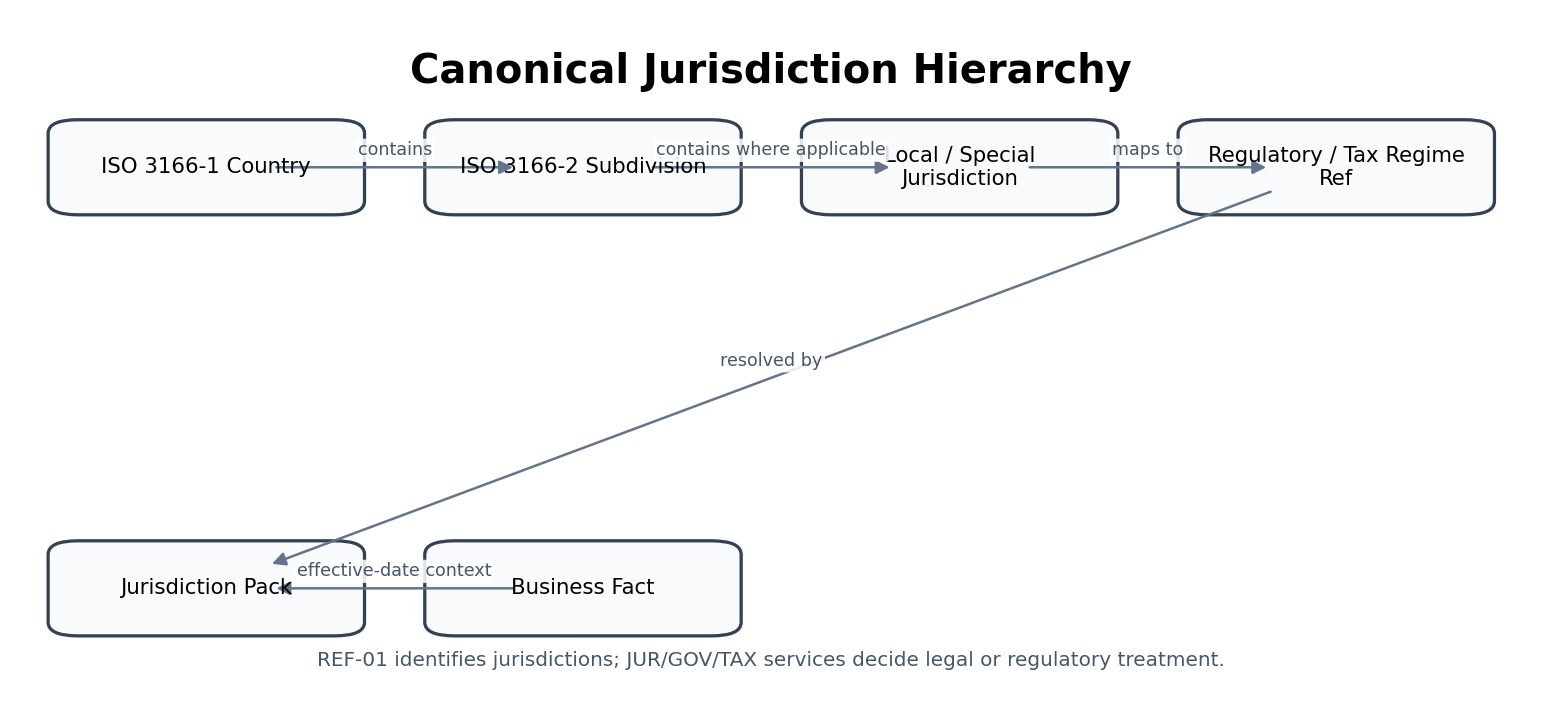 Canonical Jurisdiction Hierarchy
contains
contains where applicable
maps to
ISO 3166-1 Country
ISO 3166-2 Subdivision
Local / Special
Jurisdiction
Regulatory / Tax Regime
Ref
resolved by
effective-date context
Jurisdiction Pack
Business Fact
REF-01 identifies jurisdictions; JUR/GOV/TAX services decide legal or regulatory treatment.